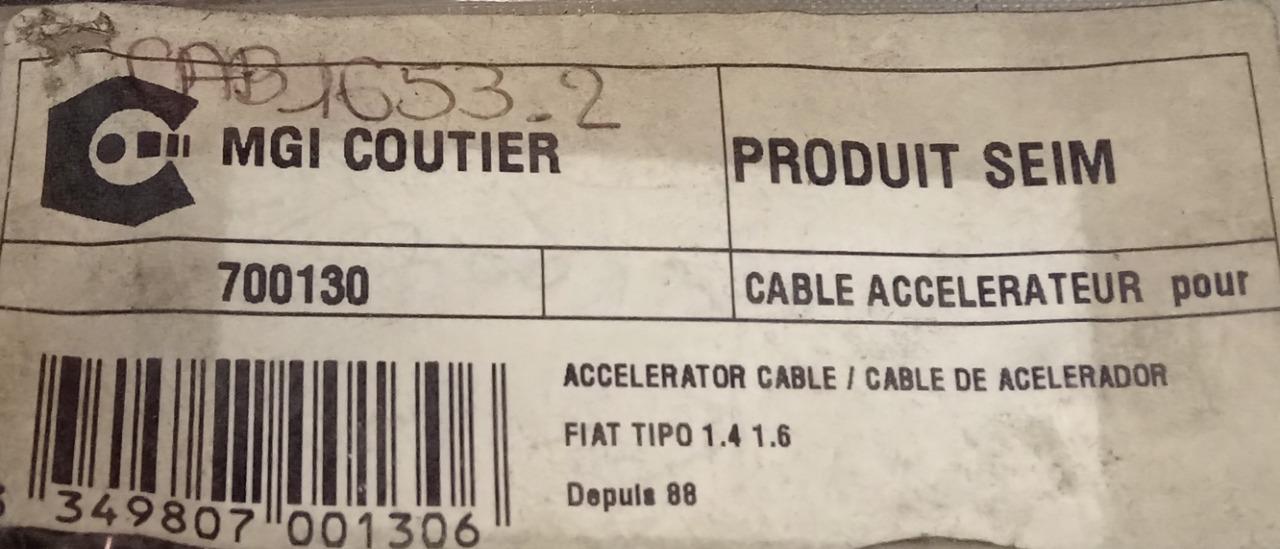 CAB1653.2
MGI COUTIER
PRODUIT SEIM
700130
CABLE ACCELERATEUR pour
ACCELERATOR CABLE / CABLE DE ACELERADOR
FIAT TIPO 1.4 1.6
Depuis 88
349807 001306